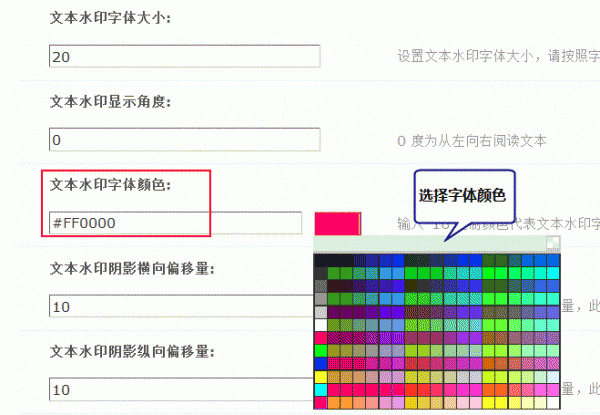 文本水印字体大小:
20
设置文本水印字体大小，请按照字
文本水印显示角度:
0
0 度为从左向右阅读文本
文本水印字体颜色:
选择字体颜色
#FF0000
输入 16
颜色代表文本水印字
文本水印阴影横向偏移量:
10
量，此
文本水印阴影纵向偏移量:
10
量，此